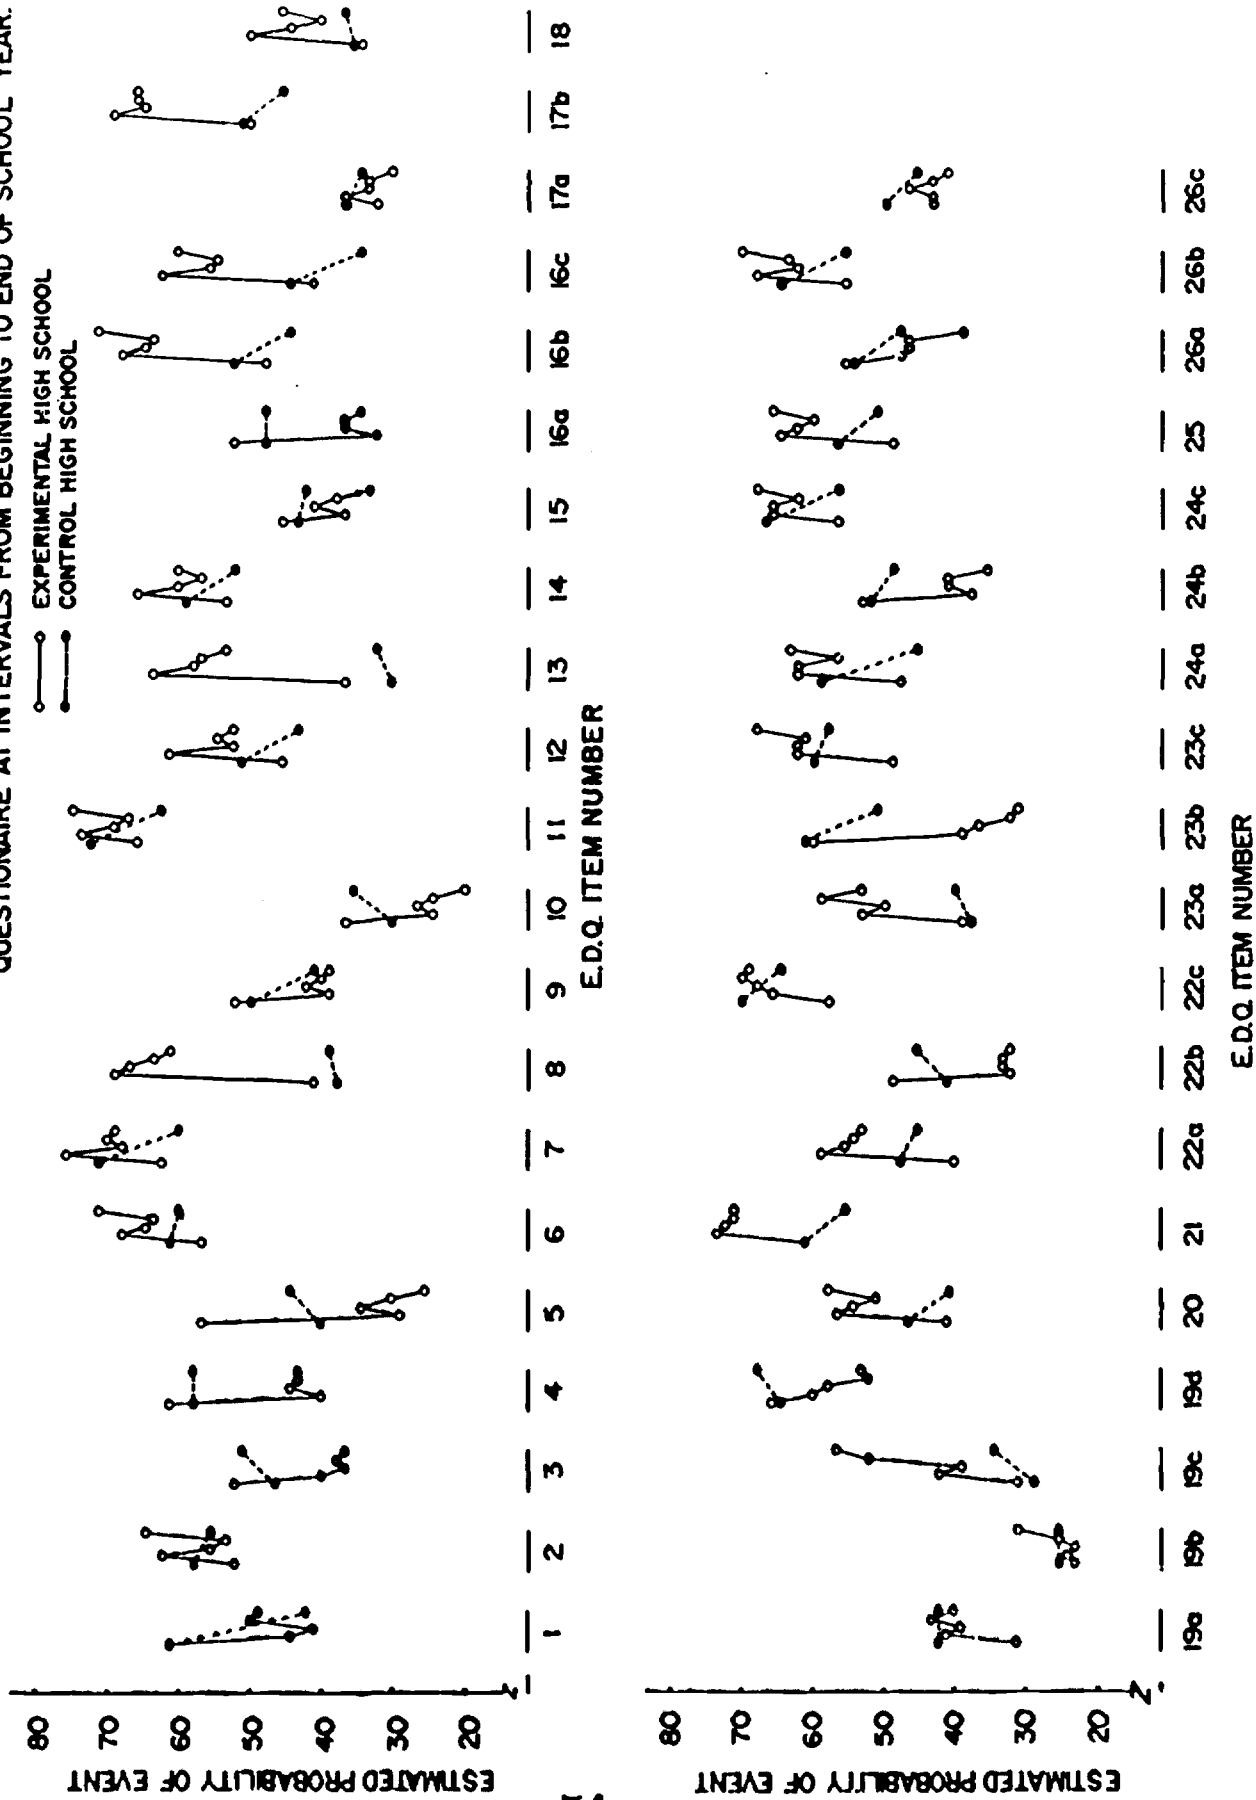 QUESTIONAIRE AT INTERVALS FROM BEGINNING TO END OF SCHOOL YEAR.
EXPERIMENTAL HIGH SCHOOL
CONTROL HIGH SCHOOL
ESTIMATED PROBABILITY OF EVENT
80
70
60
50
40
30
20
1 2 3 4 5 6 7 8 9 10 11 12 13 14 15 16a 16b 16c 17a 17b 18
E.D.Q. ITEM NUMBER
ESTIMATED PROBABILITY OF EVENT
80
70
60
50
40
30
20
19a 19b 19c 19d 20 21 22a 22b 22c 23a 23b 23c 24a 24b 24c 25 26a 26b 26c
E.D.Q. ITEM NUMBER